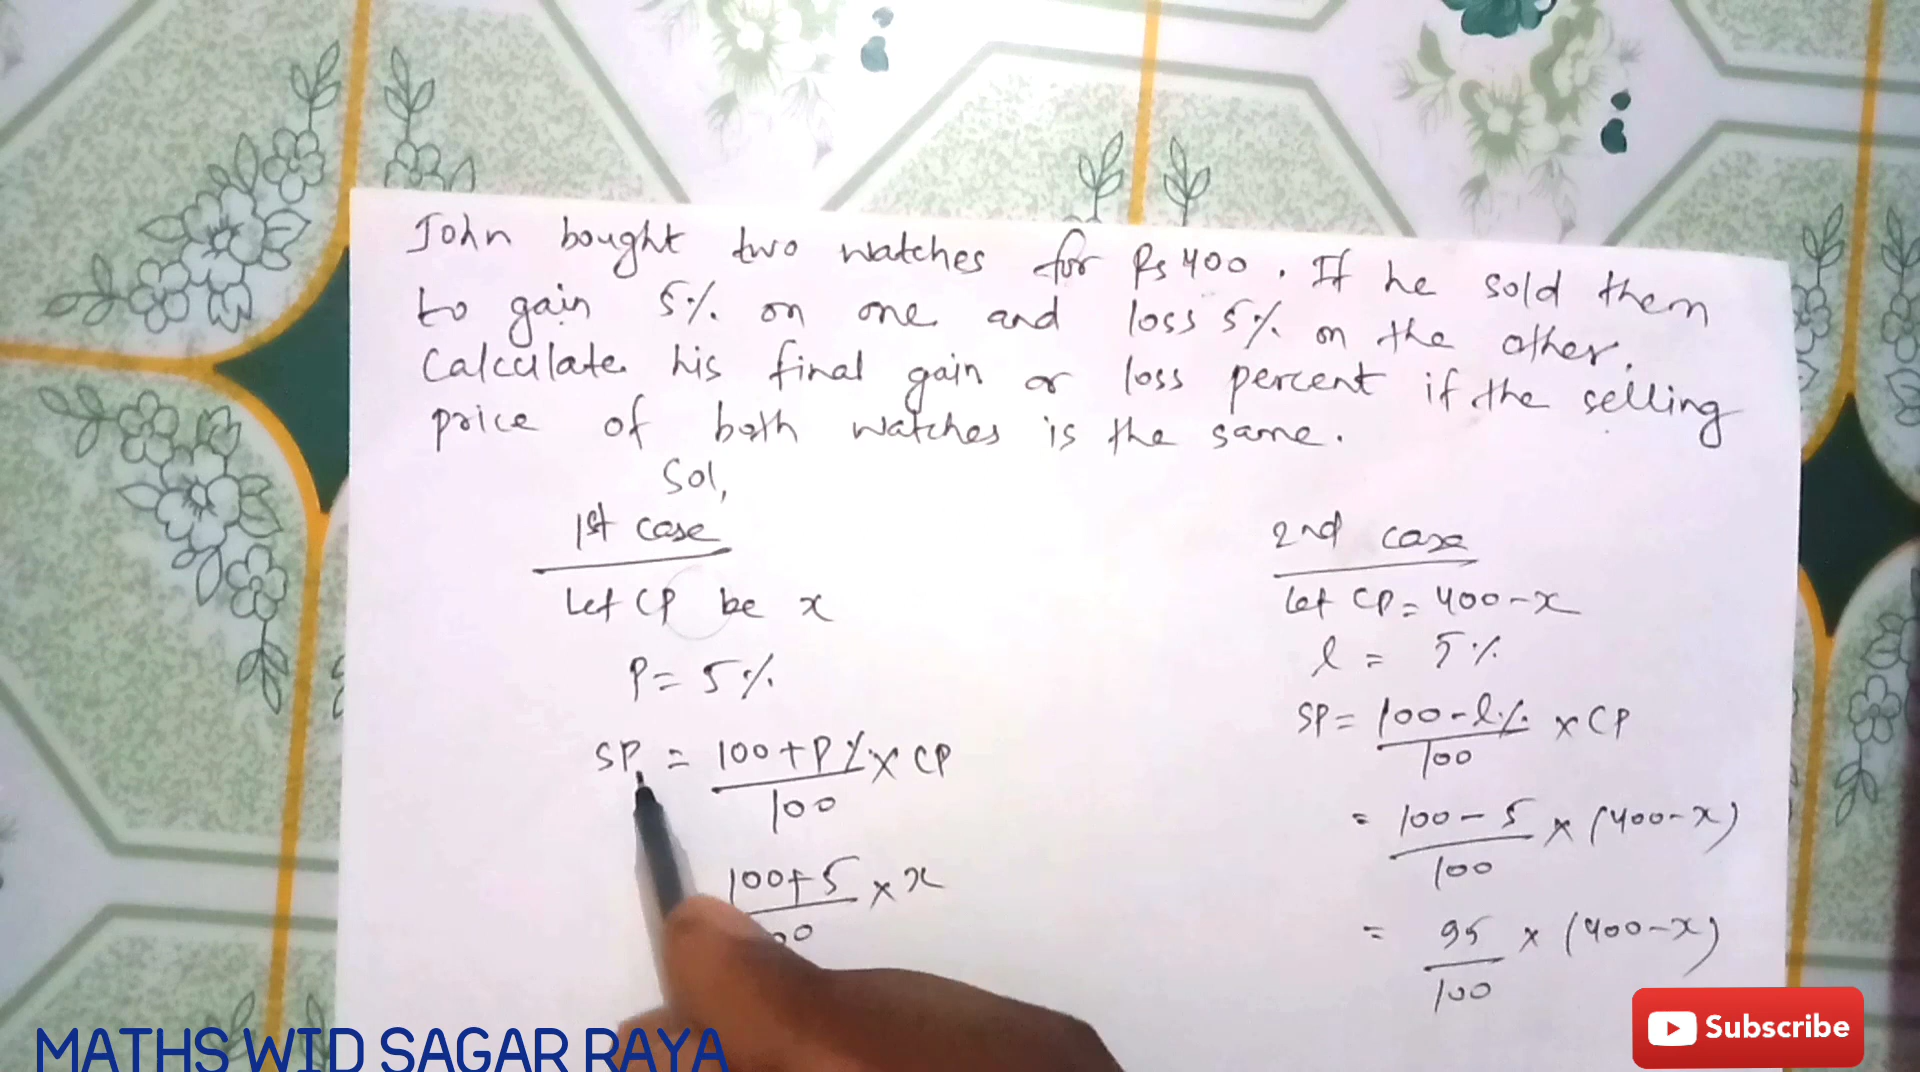 John bought two watches for Rs 400. If he sold them
to gain 5% on one and loss 5% on the other.
Calculate his final gain or loss percent if the selling
price of both watches is the same.
Sol,
1st case
Let CP be x
P = 5%
SP = 100+P%/100 × CP
100+5/00 × x
2nd case
Let CP = 400-x
l = 5%
SP = 100-l%/100 × CP
= 100-5/100 × (400-x)
= 95/100 × (400-x)
MATHS WID SAGAR RAYA
Subscribe